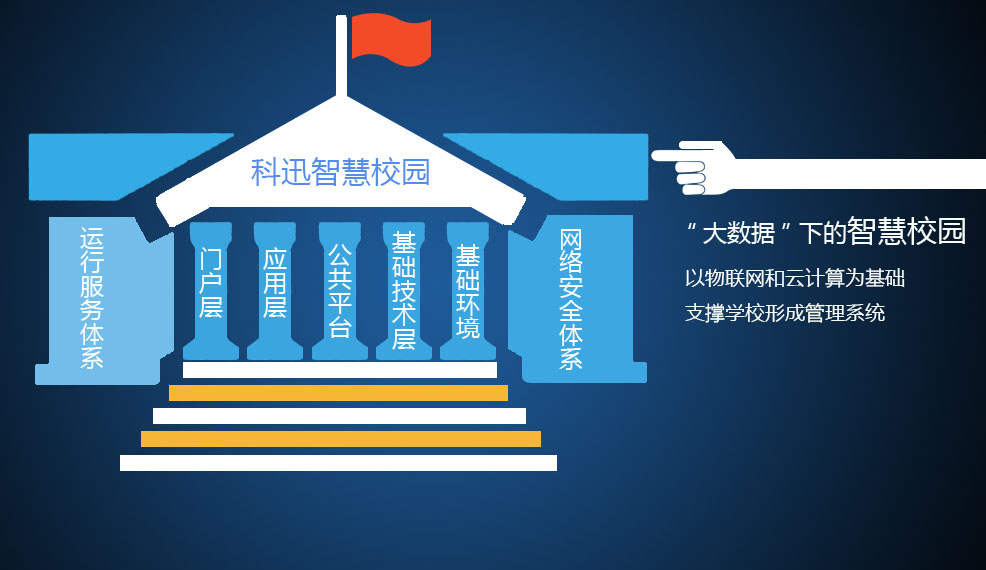 科迅智慧校园
运行服务体系
门户层
应用层
公共平台
基础技术层
基础环境
网络安全体系
“大数据”下的智慧校园
以物联网和云计算为基础
支撑学校形成管理系统